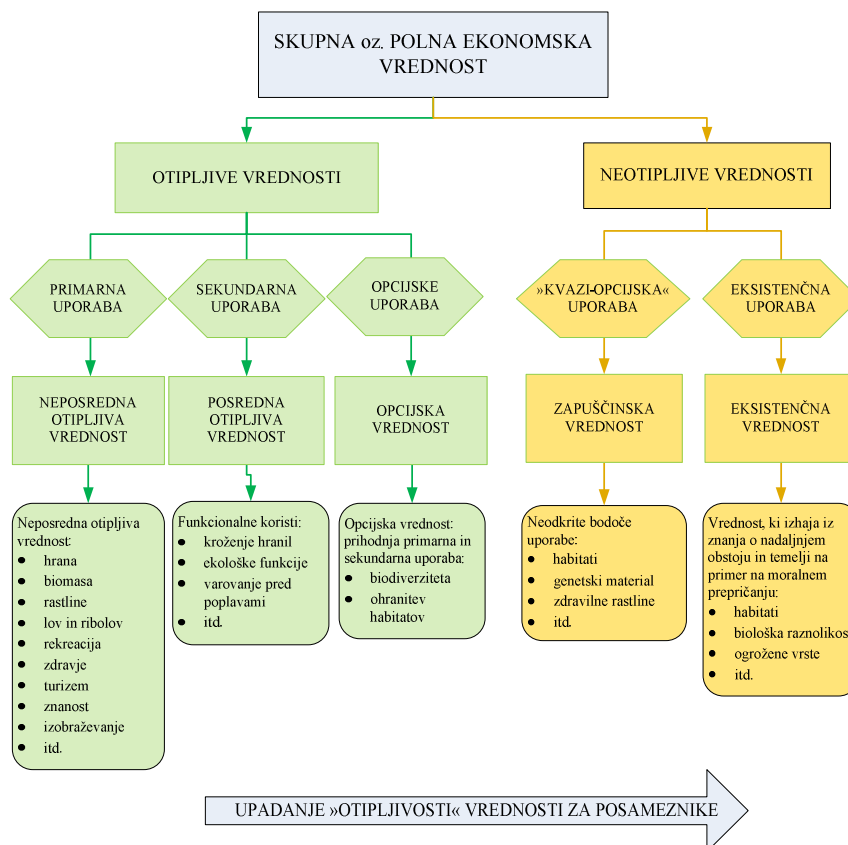 SKUPNA oz. POLNA EKONOMSKA
VREDNOST
OTIPLJIVE VREDNOSTI
NEOTIPLJIVE VREDNOSTI
PRIMARNA
UPORABA
SEKUNDARNA
UPORABA
OPCIJSKE
UPORABA
»KVAZI-OPCIJSKA«
UPORABA
EKSISTENČNA
UPORABA
NEPOSREDNA
OTIPLJIVA
VREDNOST
POSREDNA
OTIPLJIVA
VREDNOST
OPCIJSKA
VREDNOST
ZAPUŠČINSKA
VREDNOST
EKSISTENČNA
VREDNOST
Neposredna otipljiva
vrednost:
● hrana
● biomasa
● rastline
● lov in ribolov
● rekreacija
● zdravje
● turizem
● znanost
● izobraževanje
● itd.
Funkcionalne koristi:
● kroženje hranil
● ekološke funkcije
● varovanje pred
poplavami
● itd.
Opcijska vrednost:
prihodnja primarna in
sekundarna uporaba:
● biodiverziteta
● ohranitev
habitatov
Neodkrite bodoče
uporabe:
● habitati
● genetski material
● zdravilne rastline
● itd.
Vrednost, ki izhaja iz
znanja o nadaljnjem
obstoju in temelji na
primer na moralnem
prepričanju:
● habitati
● biološka raznolikos
● ogrožene vrste
● itd.
UPADANJE »OTIPLJIVOSTI« VREDNOSTI ZA POSAMEZNIKE